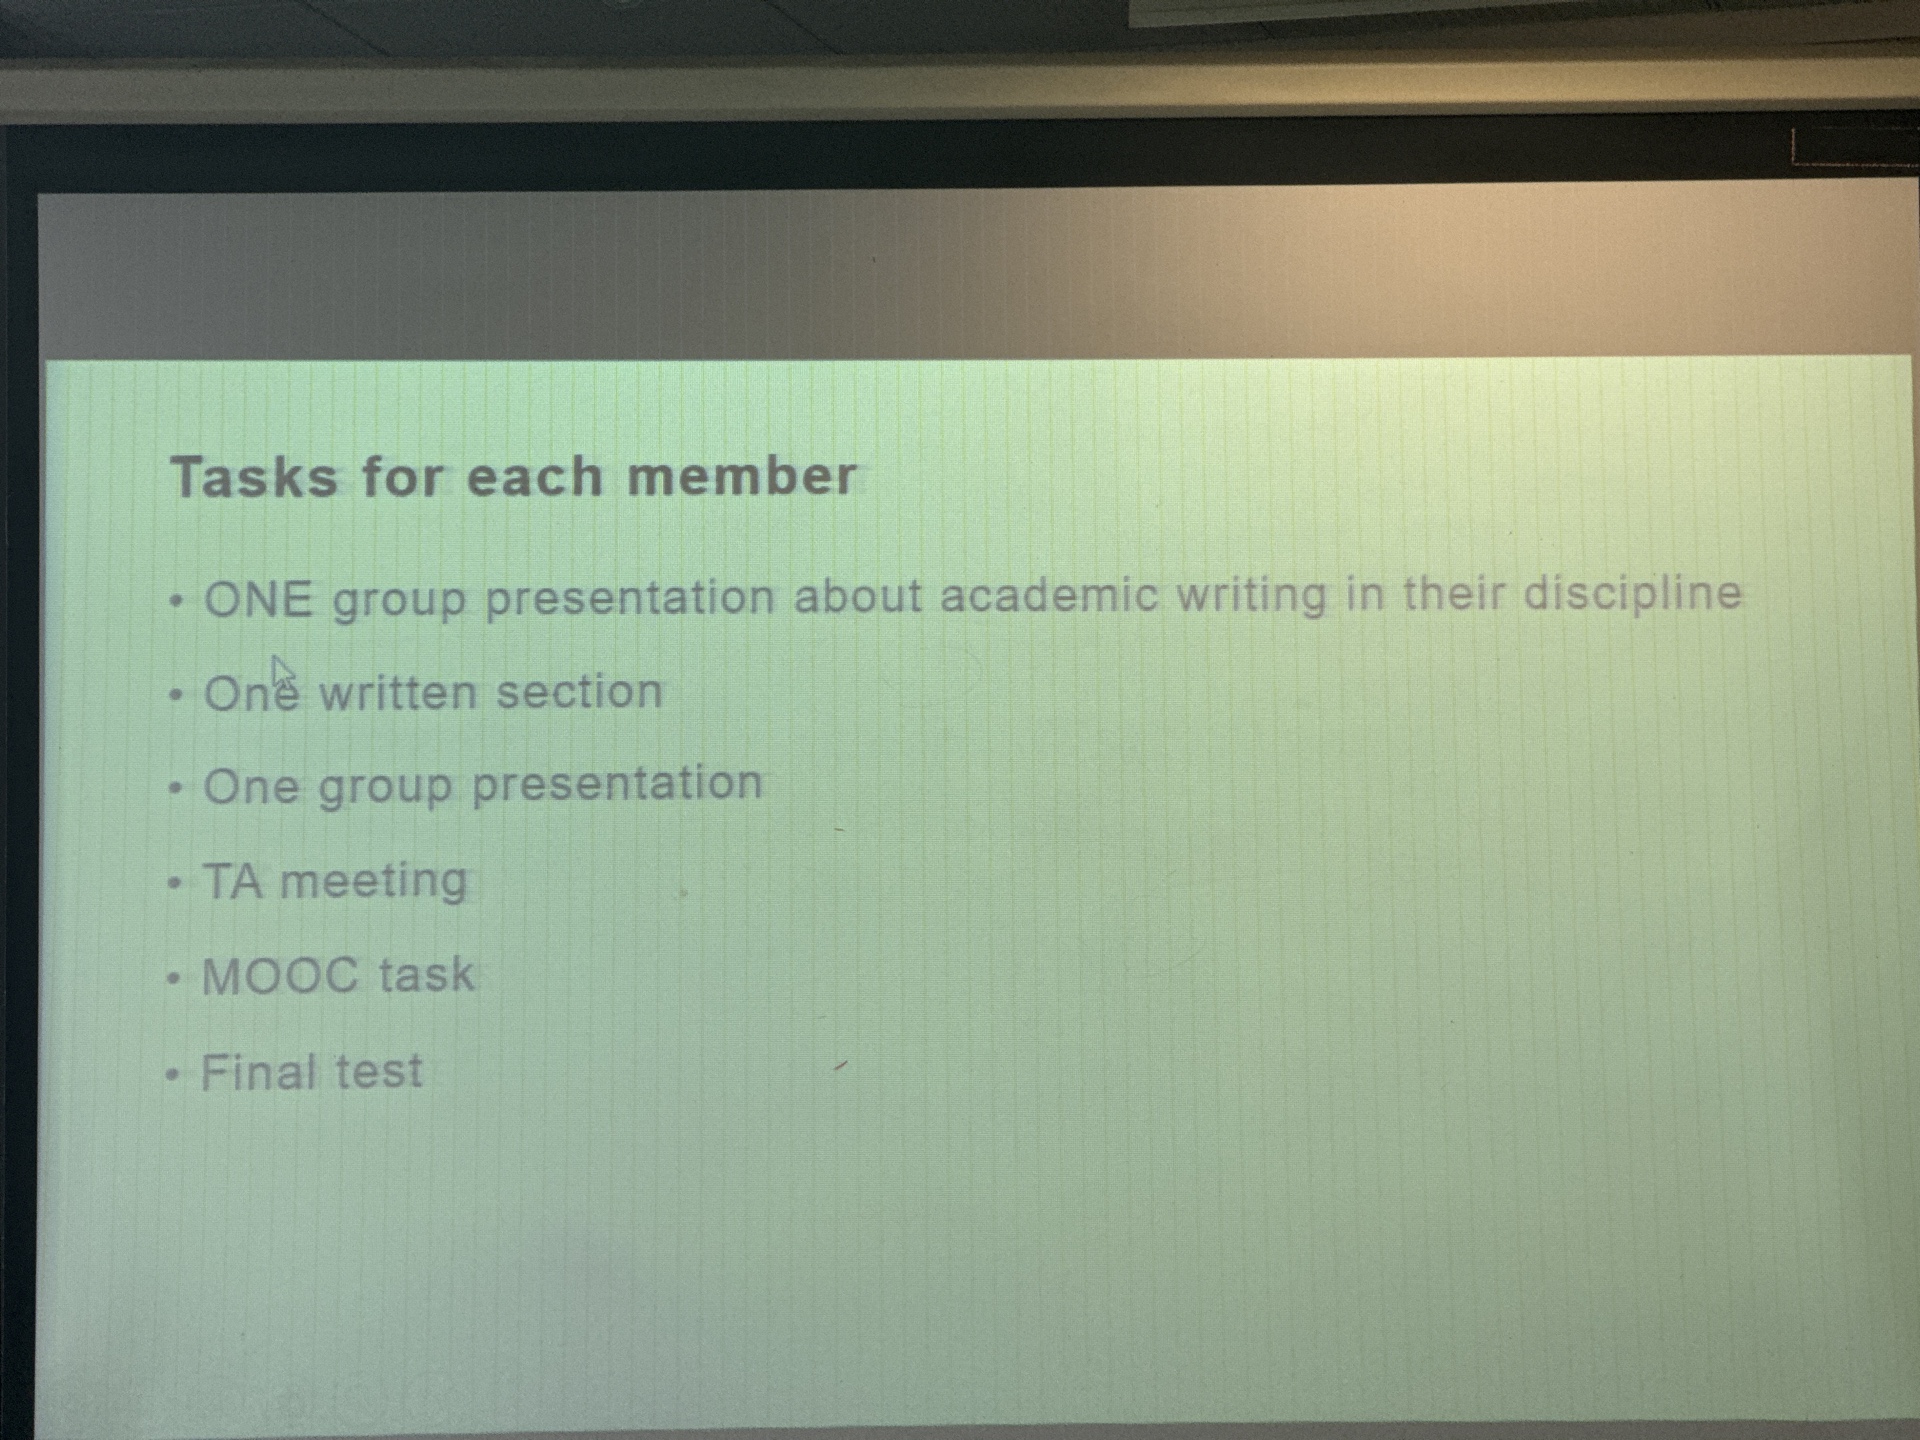 Tasks for each member
• ONE group presentation about academic writing in their discipline
• One written section
• One group presentation
• TA meeting
• MOOC task
• Final test